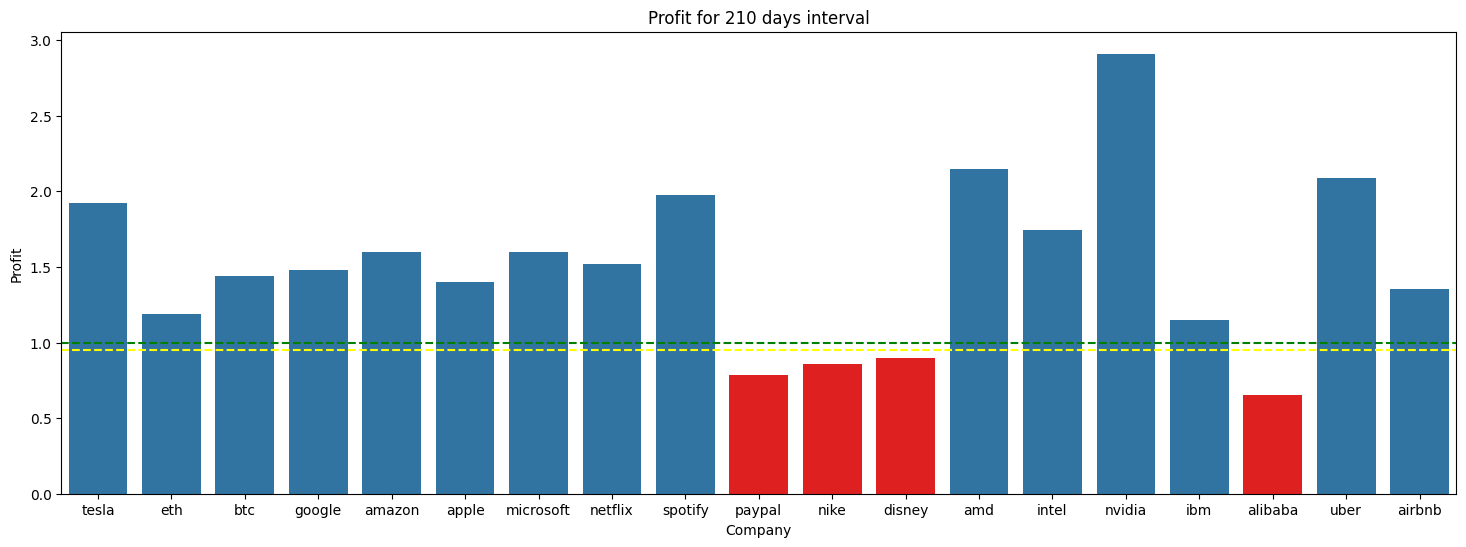 Profit for 210 days interval
Profit
3.0
2.5
2.0
1.5
1.0
0.5
0.0
tesla eth btc google amazon apple microsoft netflix spotify paypal nike disney amd intel nvidia ibm alibaba uber airbnb
Company